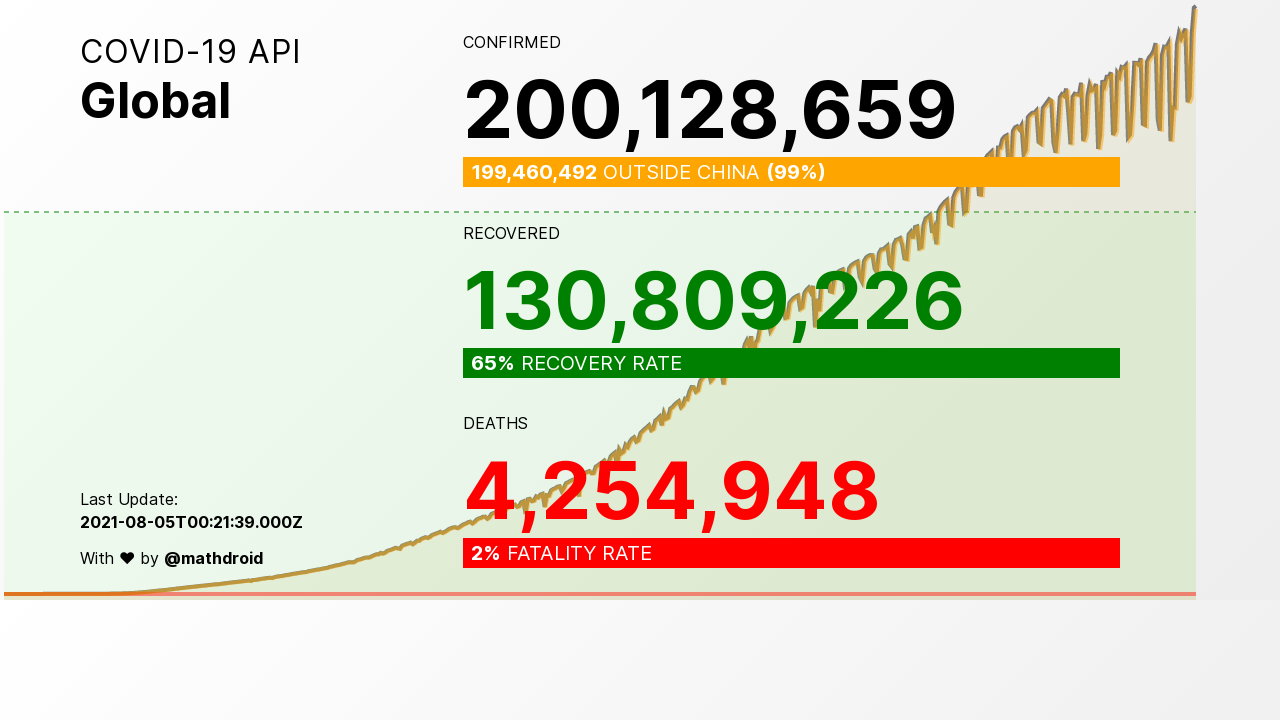 COVID-19 API
Global
CONFIRMED
200,128,659
199,460,492 OUTSIDE CHINA (99%)
RECOVERED
130,809,226
65% RECOVERY RATE
DEATHS
4,254,948
2% FATALITY RATE
Last Update:
2021-08-05T00:21:39.000Z
With ♥ by @mathdroid